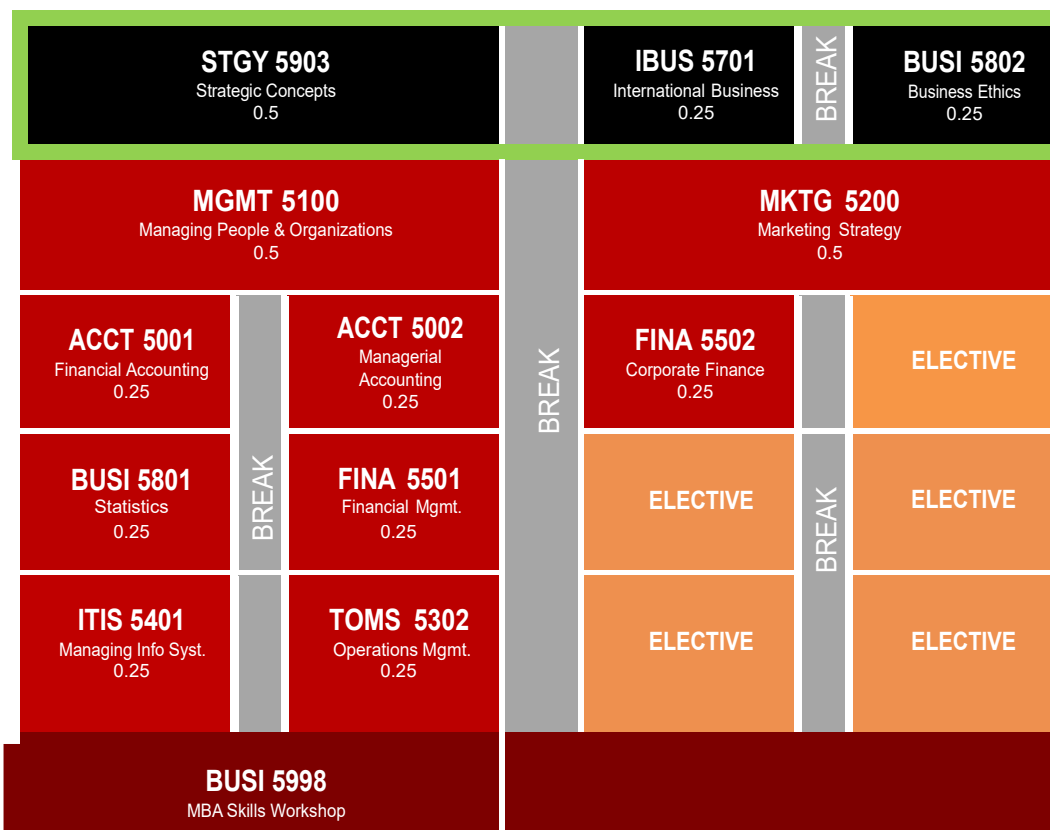 STGY 5903
Strategic Concepts
0.5
IBUS 5701
International Business
0.25
BREAK
BUSI 5802
Business Ethics
0.25
MGMT 5100
Managing People & Organizations
0.5
BREAK
MKTG 5200
Marketing Strategy
0.5
ACCT 5001
Financial Accounting
0.25
BREAK
ACCT 5002
Managerial
Accounting
0.25
FINA 5502
Corporate Finance
0.25
ELECTIVE
BUSI 5801
Statistics
0.25
FINA 5501
Financial Mgmt.
0.25
ELECTIVE
BREAK
ELECTIVE
ITIS 5401
Managing Info Syst.
0.25
TOMS 5302
Operations Mgmt.
0.25
ELECTIVE
ELECTIVE
BUSI 5998
MBA Skills Workshop